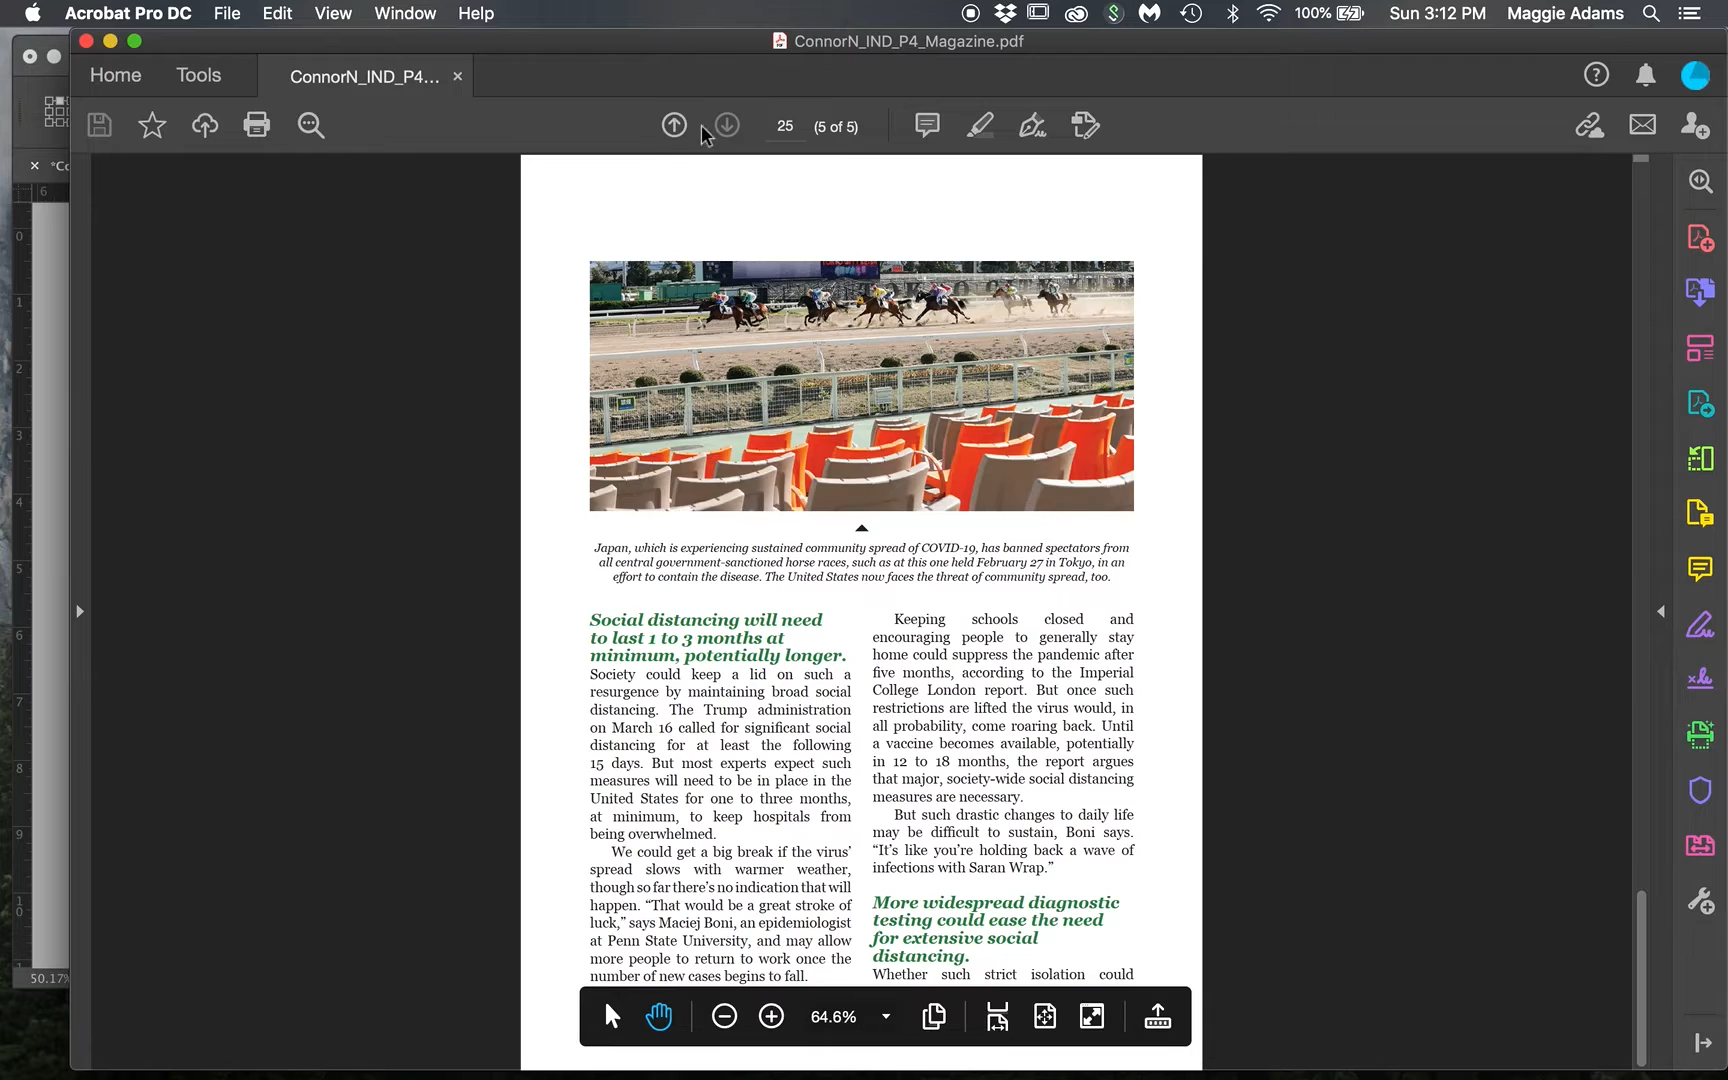 Acrobat Pro DC File Edit View Window Help 100% Sun 3:12 PM Maggie Adams
ConnorN_IND_P4_Magazine.pdf
Home Tools ConnorN_IND_P4... ×
25 (5 of 5)
× *Co
6
0
1
2
3
4
5
6
7
8
9
1
0
50.17%
Japan, which is experiencing sustained community spread of COVID-19, has banned spectators from
all central government-sanctioned horse races, such as at this one held February 27 in Tokyo, in an
effort to contain the disease. The United States now faces the threat of community spread, too.
Social distancing will need
to last 1 to 3 months at
minimum, potentially longer.
Society could keep a lid on such a
resurgence by maintaining broad social
distancing. The Trump administration
on March 16 called for significant social
distancing for at least the following
15 days. But most experts expect such
measures will need to be in place in the
United States for one to three months,
at minimum, to keep hospitals from
being overwhelmed.
We could get a big break if the virus’
spread slows with warmer weather,
though so far there’s no indication that will
happen. “That would be a great stroke of
luck,” says Maciej Boni, an epidemiologist
at Penn State University, and may allow
more people to return to work once the
number of new cases begins to fall.
Keeping schools closed and
encouraging people to generally stay
home could suppress the pandemic after
five months, according to the Imperial
College London report. But once such
restrictions are lifted the virus would, in
all probability, come roaring back. Until
a vaccine becomes available, potentially
in 12 to 18 months, the report argues
that major, society-wide social distancing
measures are necessary.
But such drastic changes to daily life
may be difficult to sustain, Boni says.
“It’s like you’re holding back a wave of
infections with Saran Wrap.”
More widespread diagnostic
testing could ease the need
for extensive social
distancing.
Whether such strict isolation could
64.6%